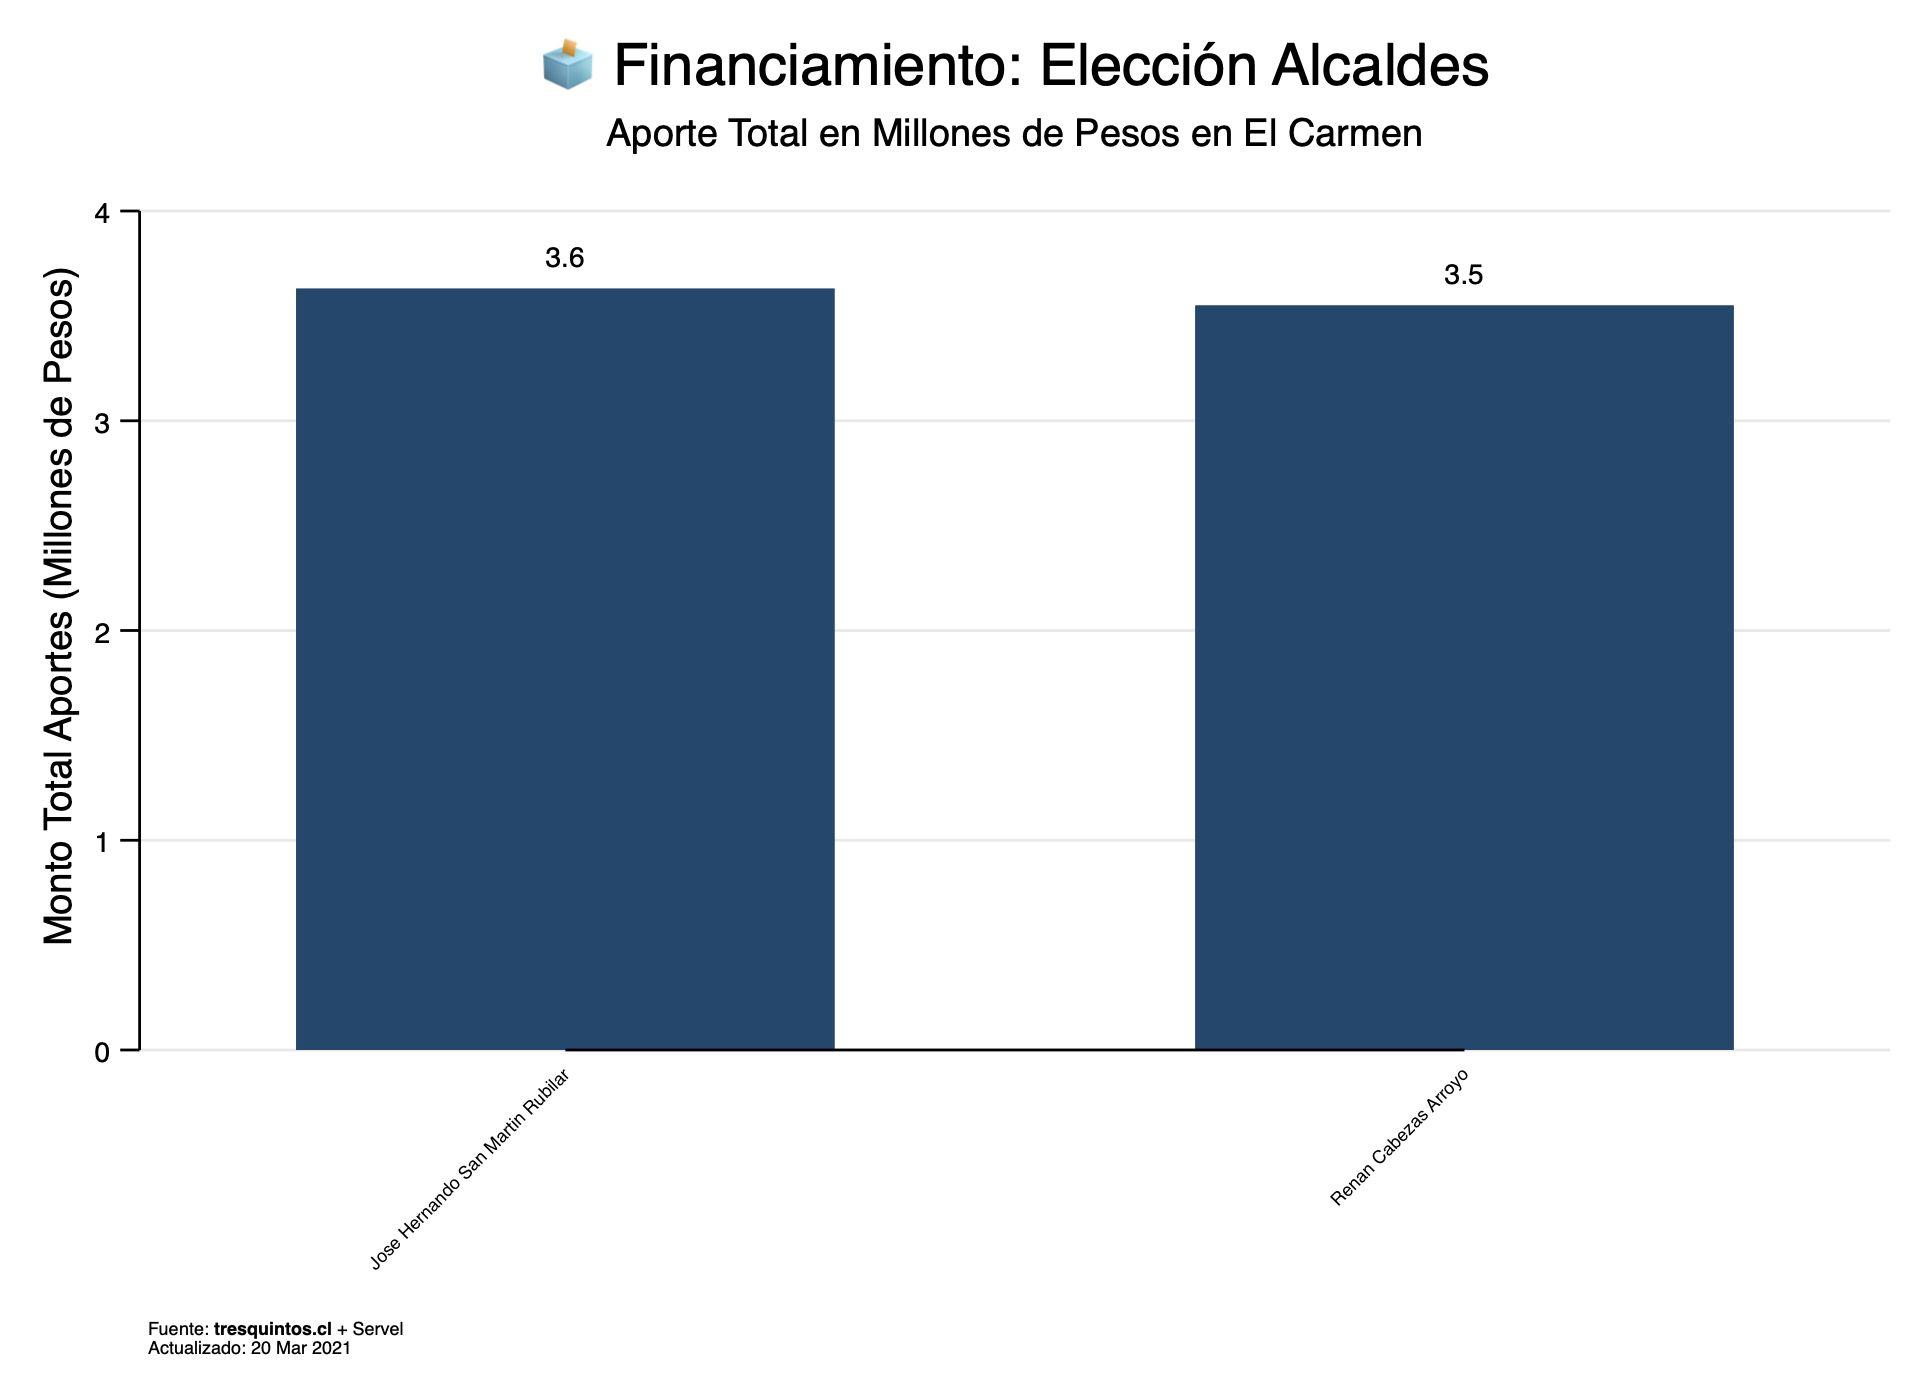 Financiamiento: Elección Alcaldes
Aporte Total en Millones de Pesos en El Carmen
Monto Total Aportes (Millones de Pesos)
4
3
2
1
0
3.6
3.5
Jose Hernando San Martin Rubilar
Renan Cabezas Arroyo
Fuente: tresquintos.cl + Servel
Actualizado: 20 Mar 2021